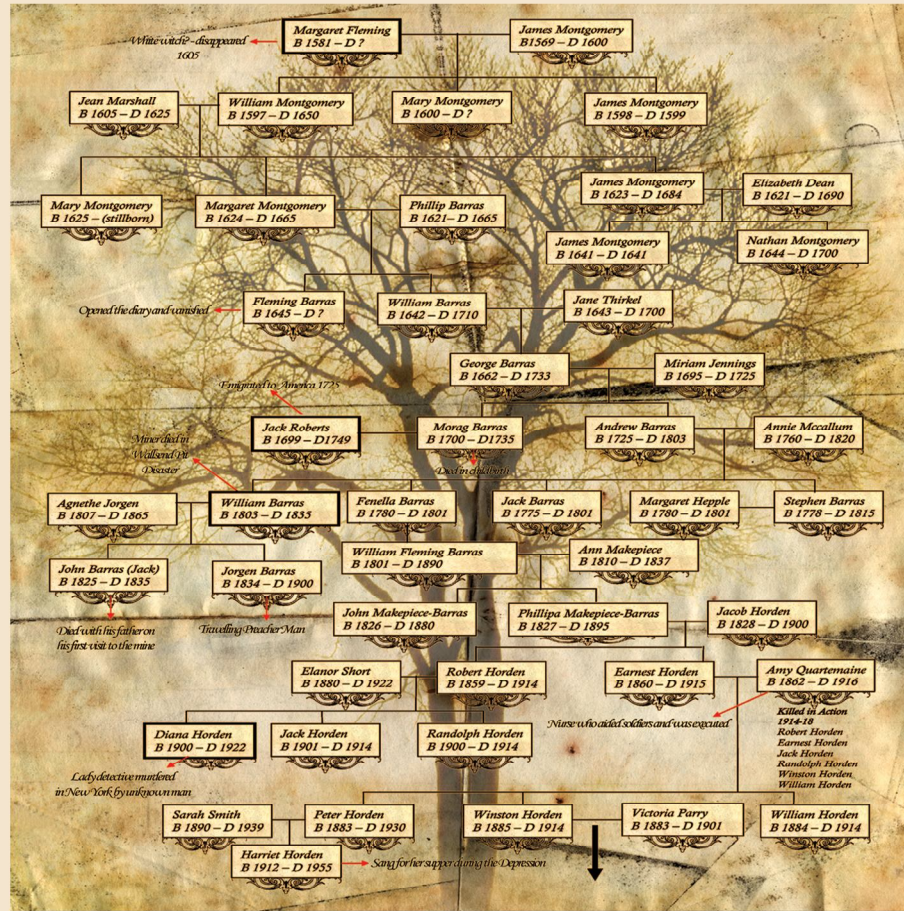 Margaret Fleming
B 1581 – D ?
James Montgomery
B1569 – D 1600
White witch? - disappeared
1605
Jean Marshall
B 1605 – D 1625
William Montgomery
B 1597 – D 1650
Mary Montgomery
B 1600 – D ?
James Montgomery
B 1598 – D 1599
Mary Montgomery
B 1625 – (stillborn)
Margaret Montgomery
B 1624 – D 1665
Phillip Barras
B 1621– D 1665
James Montgomery
B 1623 – D 1684
Elizabeth Dean
B 1621 – D 1690
James Montgomery
B 1641 – D 1641
Nathan Montgomery
B 1644 – D 1700
Opened the diary and vanished
Fleming Barras
B 1645 – D ?
William Barras
B 1642 – D 1710
Jane Thirkel
B 1643 – D 1700
George Barras
B 1662 – D 1733
Miriam Jennings
B 1695 – D 1725
Emigrated to America 1725
Jack Roberts
B 1699 – D1749
Morag Barras
B 1700 – D1735
Andrew Barras
B 1725 – D 1803
Annie Mccallum
B 1760 – D 1820
Died in childbirth
Miner died in
Wallsend Pit
Disaster
Agnethe Jorgen
B 1807 – D 1865
William Barras
B 1803 – D 1835
Fenella Barras
B 1780 – D 1801
Jack Barras
B 1775 – D 1801
Margaret Hepple
B 1780 – D 1801
Stephen Barras
B 1778 – D 1815
John Barras (Jack)
B 1825 – D 1835
Jorgen Barras
B 1834 – D 1900
William Fleming Barras
B 1801 – D 1890
Ann Makepiece
B 1810 – D 1837
Died with his father on
his first visit to the mine
Travelling Preacher Man
John Makepiece-Barras
B 1826 – D 1880
Phillipa Makepiece-Barras
B 1827 – D 1895
Jacob Horden
B 1828 – D 1900
Elanor Short
B 1880 – D 1922
Robert Horden
B 1859 – D 1914
Earnest Horden
B 1860 – D 1915
Amy Quartemaine
B 1862 – D 1916
Nurse who aided soldiers and was executed
Killed in Action
1914-18
Robert Horden
Earnest Horden
Jack Horden
Randolph Horden
Winston Horden
William Horden
Diana Horden
B 1900 – D 1922
Jack Horden
B 1901 – D 1914
Randolph Horden
B 1900 – D 1914
Lady detective murdered
in New York by unknown man
Sarah Smith
B 1890 – D 1939
Peter Horden
B 1883 – D 1930
Winston Horden
B 1885 – D 1914
Victoria Parry
B 1883 – D 1901
William Horden
B 1884 – D 1914
Harriet Horden
B 1912 – D 1955
Sang for her supper during the Depression